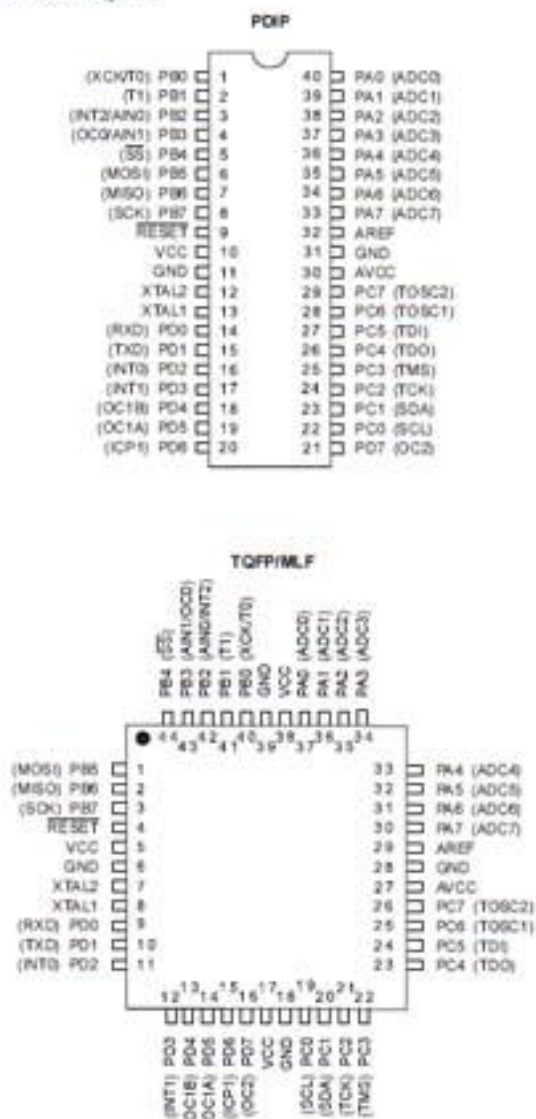 PDIP
(XCK/T0) PB0 1 40 PA0 (ADC0)
(T1) PB1 2 39 PA1 (ADC1)
(INT2/AIN0) PB2 3 38 PA2 (ADC2)
(OC0/AIN1) PB3 4 37 PA3 (ADC3)
(SS) PB4 5 36 PA4 (ADC4)
(MOSI) PB5 6 35 PA5 (ADC5)
(MISO) PB6 7 34 PA6 (ADC6)
(SCK) PB7 8 33 PA7 (ADC7)
RESET 9 32 AREF
VCC 10 31 GND
GND 11 30 AVCC
XTAL2 12 29 PC7 (TOSC2)
XTAL1 13 28 PC6 (TOSC1)
(RXD) PD0 14 27 PC5 (TDI)
(TXD) PD1 15 26 PC4 (TDO)
(INT0) PD2 16 25 PC3 (TMS)
(INT1) PD3 17 24 PC2 (TCK)
(OC1B) PD4 18 23 PC1 (SDA)
(OC1A) PD5 19 22 PC0 (SCL)
(ICP1) PD6 20 21 PD7 (OC2)
TQFP/MLF
PB4 (SS)
PB3 (AIN1/OC0)
PB2 (AIN0/INT2)
PB1 (T1)
PB0 (XCK/T0)
GND
VCC
PA0 (ADC0)
PA1 (ADC1)
PA2 (ADC2)
PA3 (ADC3)
44 43 42 41 40 39 38 37 36 35 34
(MOSI) PB5 1 33 PA4 (ADC4)
(MISO) PB6 2 32 PA5 (ADC5)
(SCK) PB7 3 31 PA6 (ADC6)
RESET 4 30 PA7 (ADC7)
VCC 5 29 AREF
GND 6 28 GND
XTAL2 7 27 AVCC
XTAL1 8 26 PC7 (TOSC2)
(RXD) PD0 9 25 PC6 (TOSC1)
(TXD) PD1 10 24 PC5 (TDI)
(INT0) PD2 11 23 PC4 (TDO)
12 13 14 15 16 17 18 19 20 21 22
(INT1) PD3
OC1B) PD4
OC1A) PD5
(ICP1) PD6
(OC2) PD7
VCC
GND
(SCL) PC0
(SDA) PC1
(TCK) PC2
(TMS) PC3